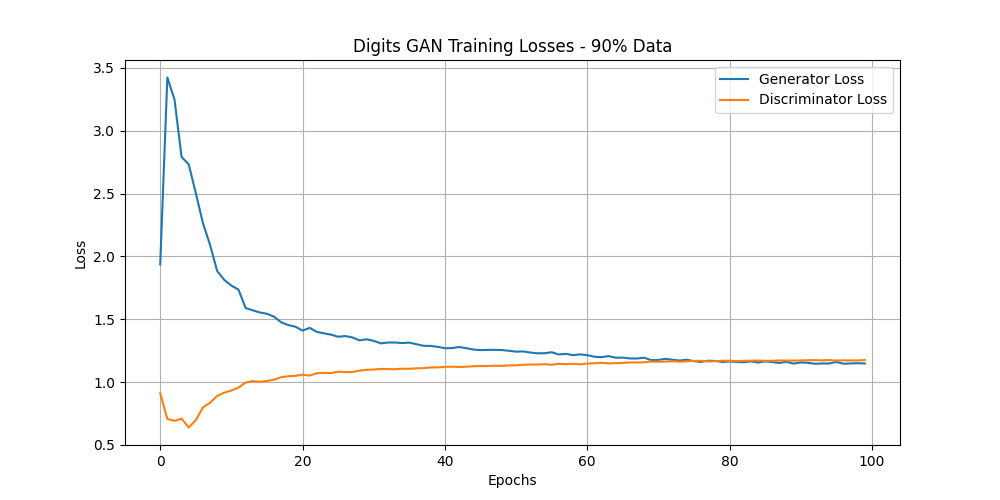 Digits GAN Training Losses - 90% Data
Generator Loss
Discriminator Loss
3.5
3.0
2.5
2.0
1.5
1.0
0.5
Loss
0
20
40
60
80
100
Epochs